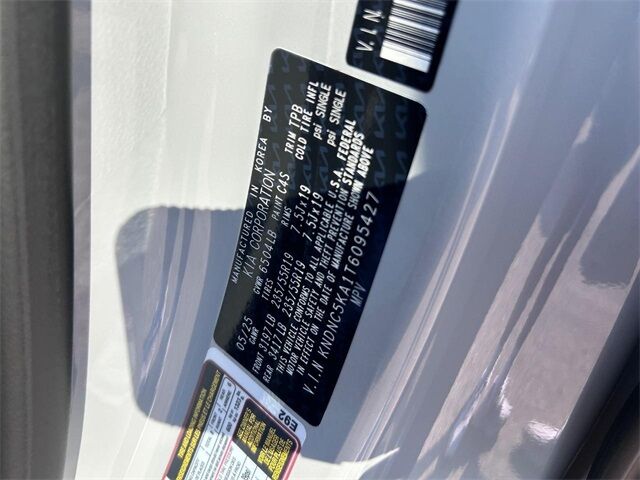 V.I.N
MANUFACTURED IN KOREA BY
KIA CORPORATION
05/25 GVWR 6504LB PAINT C4S TRIM TPB
GWR TIRES RIMS COLD TIRE INFL
FRONT 3197LB 235/55R19 7.5Jx19 psi SINGLE
REAR 3417LB 235/55R19 7.5Jx19 psi SINGLE
THIS VEHICLE CONFORMS TO ALL APPLICABLE U.S.A. FEDERAL
MOTOR VEHICLE SAFETY AND THEFT PREVENTION STANDARDS
IN EFFECT ON THE DATE OF MANUFACTURE SHOWN ABOVE
V.I.N KNDNC5KA1T6095427
MPV
E92